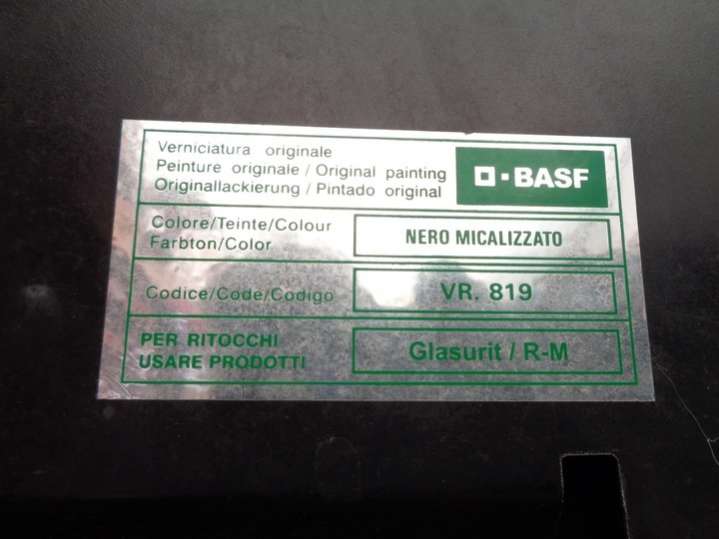 Verniciatura originale
Peinture originale / Original painting
Originallackierung / Pintado original
BASF
Colore/Teinte/Colour
Farbton/Color
NERO MICALIZZATO
Codice/Code/Codigo
VR. 819
PER RITOCCHI
USARE PRODOTTI
Glasurit / R-M